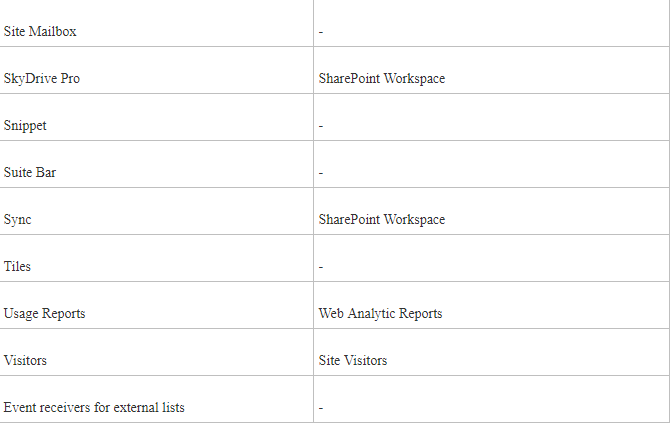 Site Mailbox -
SkyDrive Pro SharePoint Workspace
Snippet -
Suite Bar -
Sync SharePoint Workspace
Tiles -
Usage Reports Web Analytic Reports
Visitors Site Visitors
Event receivers for external lists -